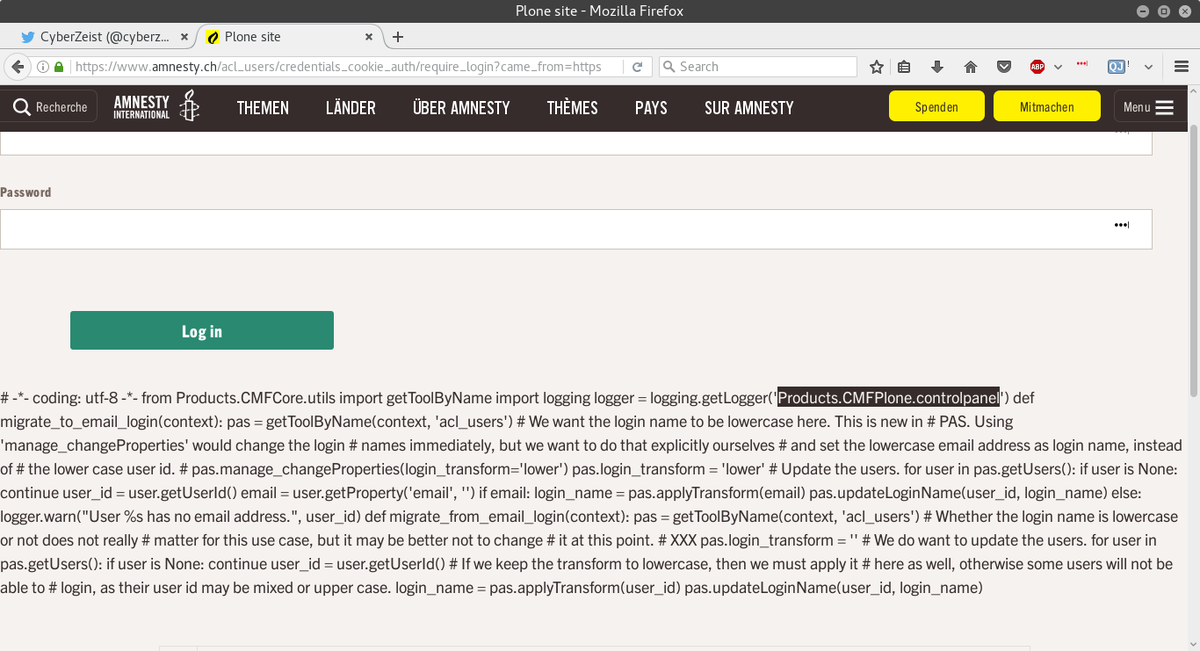 Plone site - Mozilla Firefox
CyberZeist (@cyberz... ×
Plone site ×
https://www.amnesty.ch/acl_users/credentials_cookie_auth/require_login?came_from=https
Search
ABP
QJ !
Recherche
AMNESTY
INTERNATIONAL
THEMEN LÄNDER ÜBER AMNESTY THÈMES PAYS SUR AMNESTY
Spenden
Mitmachen
Menu
Password
Log in
# -*- coding: utf-8 -*- from Products.CMFCore.utils import getToolByName import logging logger = logging.getLogger('Products.CMFPlone.controlpanel') def
migrate_to_email_login(context): pas = getToolByName(context, 'acl_users') # We want the login name to be lowercase here. This is new in # PAS. Using
'manage_changeProperties' would change the login # names immediately, but we want to do that explicitly ourselves # and set the lowercase email address as login name, instead
of # the lower case user id. # pas.manage_changeProperties(login_transform='lower') pas.login_transform = 'lower' # Update the users. for user in pas.getUsers(): if user is None:
continue user_id = user.getUserId() email = user.getProperty('email', '') if email: login_name = pas.applyTransform(email) pas.updateLoginName(user_id, login_name) else:
logger.warn("User %s has no email address.", user_id) def migrate_from_email_login(context): pas = getToolByName(context, 'acl_users') # Whether the login name is lowercase
or not does not really # matter for this use case, but it may be better not to change # it at this point. # XXX pas.login_transform = '' # We do want to update the users. for user in
pas.getUsers(): if user is None: continue user_id = user.getUserId() # If we keep the transform to lowercase, then we must apply it # here as well, otherwise some users will not be
able to # login, as their user id may be mixed or upper case. login_name = pas.applyTransform(user_id) pas.updateLoginName(user_id, login_name)